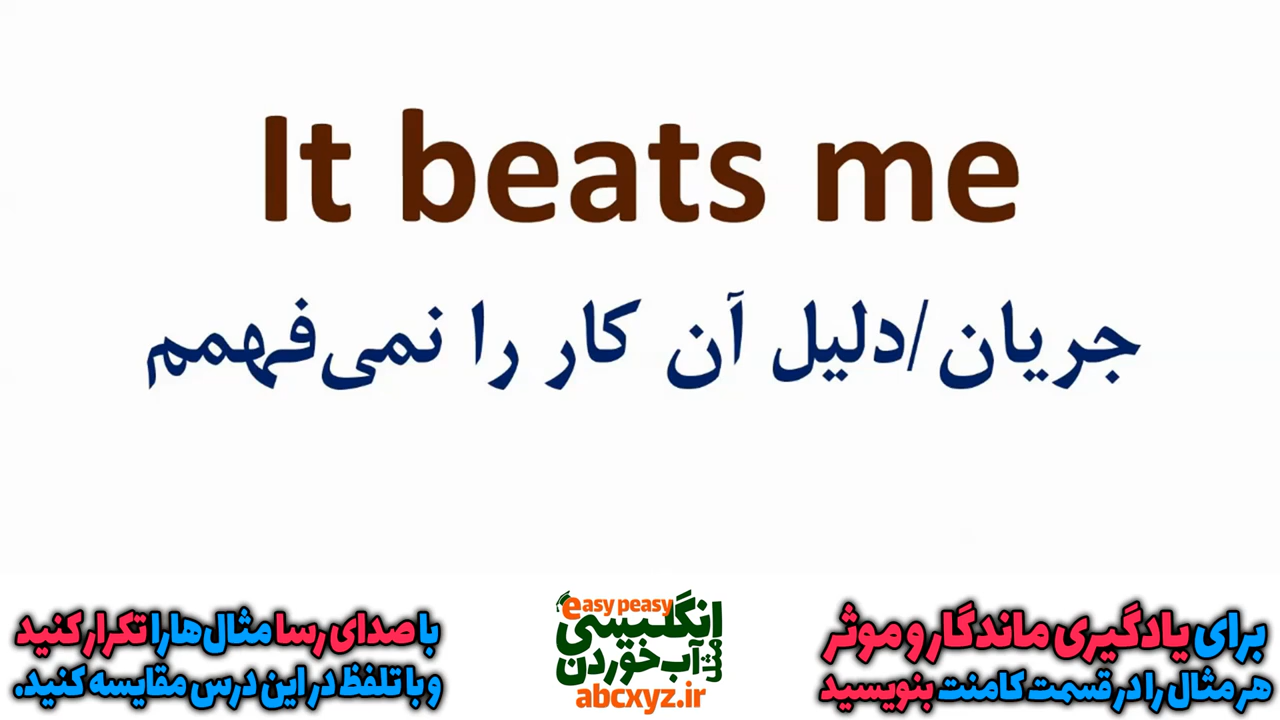 It beats me
جریان/دلیل آن کار را نمی‌فهمم
برای یادگیری ماندگار و موثر
هر مثال را در قسمت کامنت بنویسید
easy peasy
انگلیسی
مثل
آب خوردن
abcxyz.ir
با صدای رسا مثال‌ها را تکرار کنید
و با تلفظ در این درس مقایسه کنید.